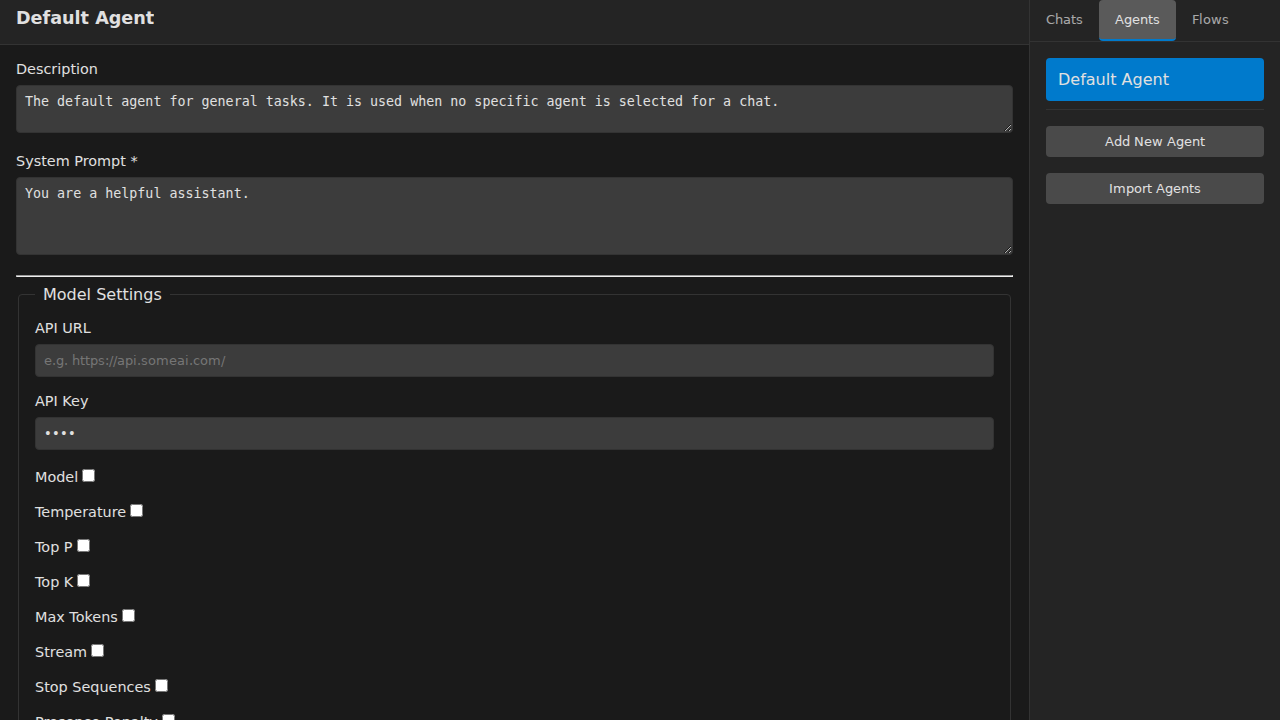 Default Agent
Description
The default agent for general tasks. It is used when no specific agent is selected for a chat.
System Prompt *
You are a helpful assistant.
Model Settings
API URL
e.g. https://api.someai.com/
API Key
••••
Model
Temperature
Top P
Top K
Max Tokens
Stream
Stop Sequences
Presence Penalty
Chats
Agents
Flows
Default Agent
Add New Agent
Import Agents